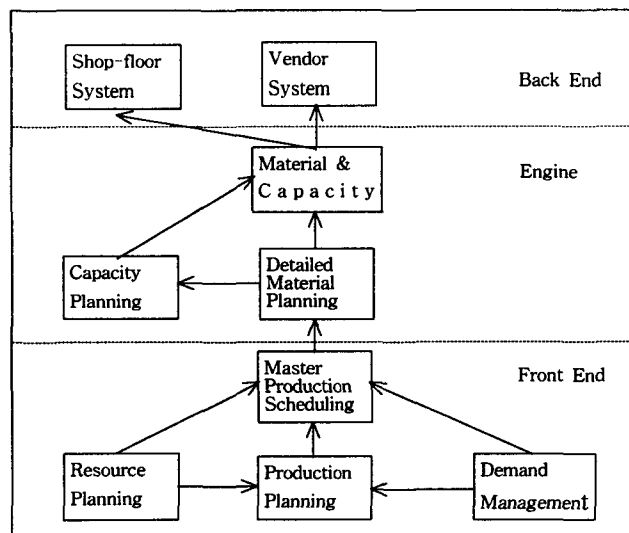 Shop-floor
System
Vendor
System
Back End
Material &
Capacity
Engine
Capacity
Planning
Detailed
Material
Planning
Master
Production
Scheduling
Front End
Resource
Planning
Production
Planning
Demand
Management